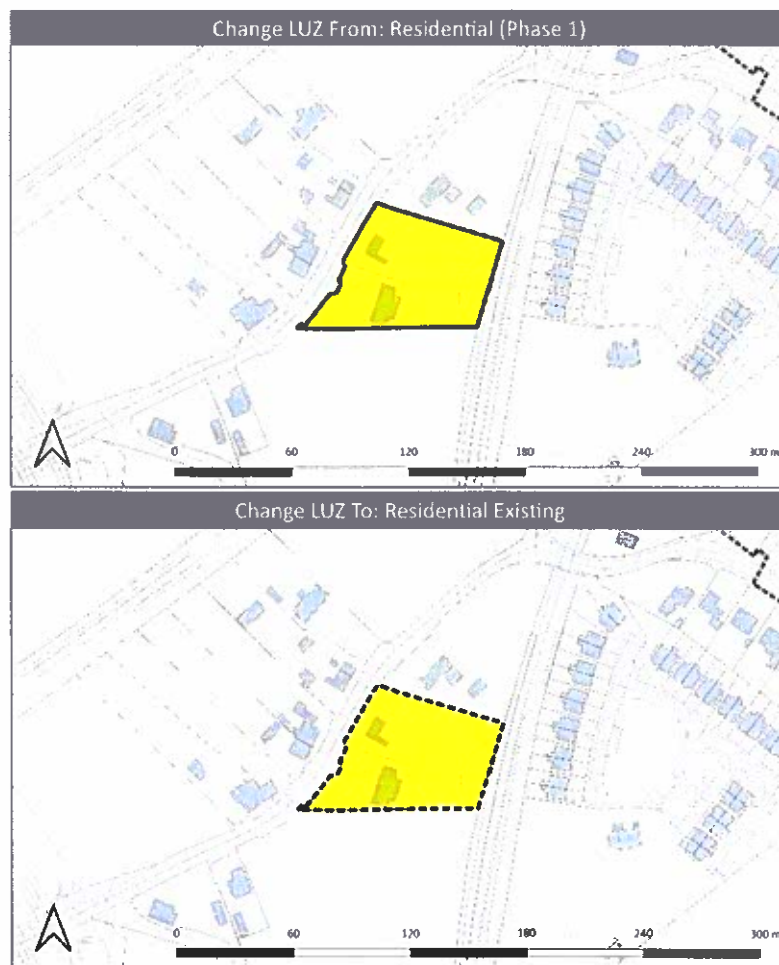 Change LUZ From: Residential (Phase 1)
0 60 120 180 240 300 m
Change LUZ To: Residential Existing
0 60 120 180 240 300 m